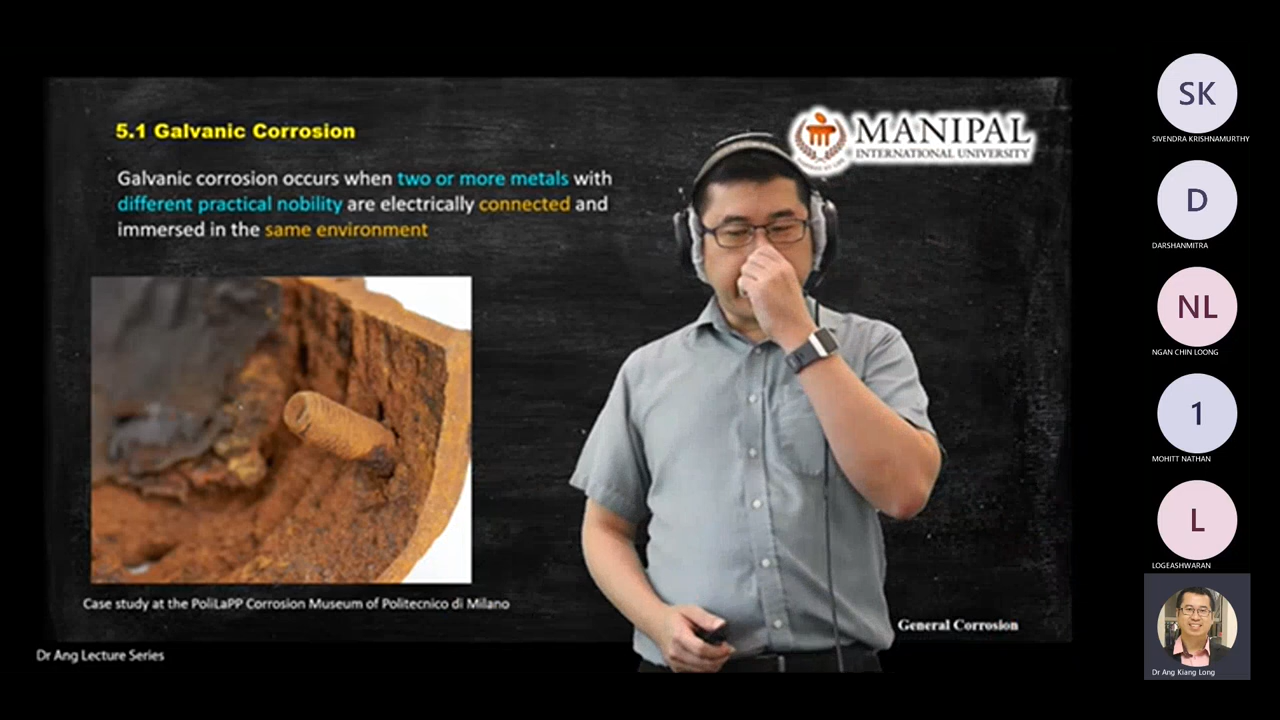 5.1 Galvanic Corrosion
MANIPAL
INTERNATIONAL UNIVERSITY
Galvanic corrosion occurs when two or more metals with
different practical nobility are electrically connected and
immersed in the same environment
Case study at the PoliLaPP Corrosion Museum of Politecnico di Milano
General Corrosion
Dr Ang Lecture Series
SK
SIVENDRA KRISHNAMURTHY
D
DARSHANMITRA
NL
NGAN CHIN LOONG
1
MOHITT NATHAN
L
LOGEASHWARAN
Dr Ang Kiang Long